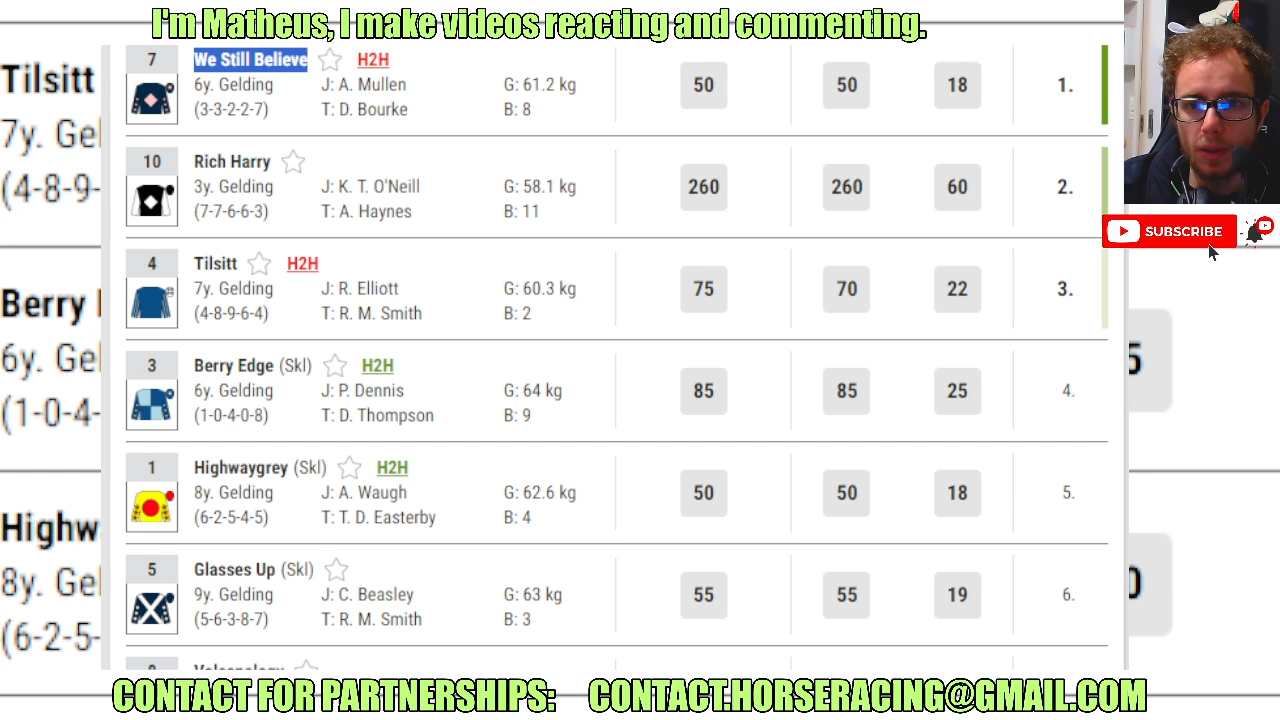 I'm Matheus, I make videos reacting and commenting.
7 We Still Believe H2H
6y. Gelding J: A. Mullen G: 61.2 kg 50 50 18 1.
(3-3-2-2-7) T: D. Bourke B: 8
10 Rich Harry
3y. Gelding J: K. T. O'Neill G: 58.1 kg 260 260 60 2.
(7-7-6-6-3) T: A. Haynes B: 11
SUBSCRIBE
4 Tilsitt H2H
7y. Gelding J: R. Elliott G: 60.3 kg 75 70 22 3.
(4-8-9-6-4) T: R. M. Smith B: 2
3 Berry Edge (Skl) H2H
6y. Gelding J: P. Dennis G: 64 kg 85 85 25 4.
(1-0-4-0-8) T: D. Thompson B: 9
1 Highwaygrey (Skl) H2H
8y. Gelding J: A. Waugh G: 62.6 kg 50 50 18 5.
(6-2-5-4-5) T: T. D. Easterby B: 4
5 Glasses Up (Skl)
9y. Gelding J: C. Beasley G: 63 kg 55 55 19 6.
(5-6-3-8-7) T: R. M. Smith B: 3
Tilsitt
7y. Gel
(4-8-9-
Berry
6y. Gel
(1-0-4-
5
Highw
8y. Gel
(6-2-5-
0
CONTACT FOR PARTNERSHIPS: CONTACT.HORSERACING@GMAIL.COM